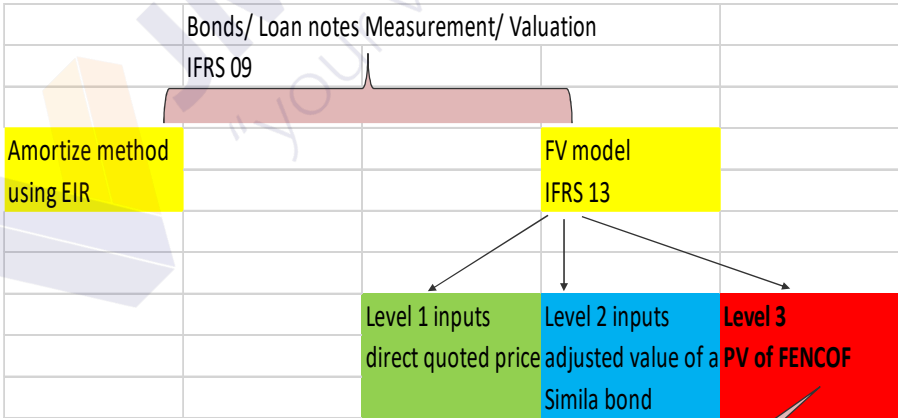 Bonds/ Loan notes Measurement/ Valuation
IFRS 09
Amortize method
using EIR
FV model
IFRS 13
Level 1 inputs
direct quoted price
Level 2 inputs
adjusted value of a
Simila bond
Level 3
PV of FENCOF
"your